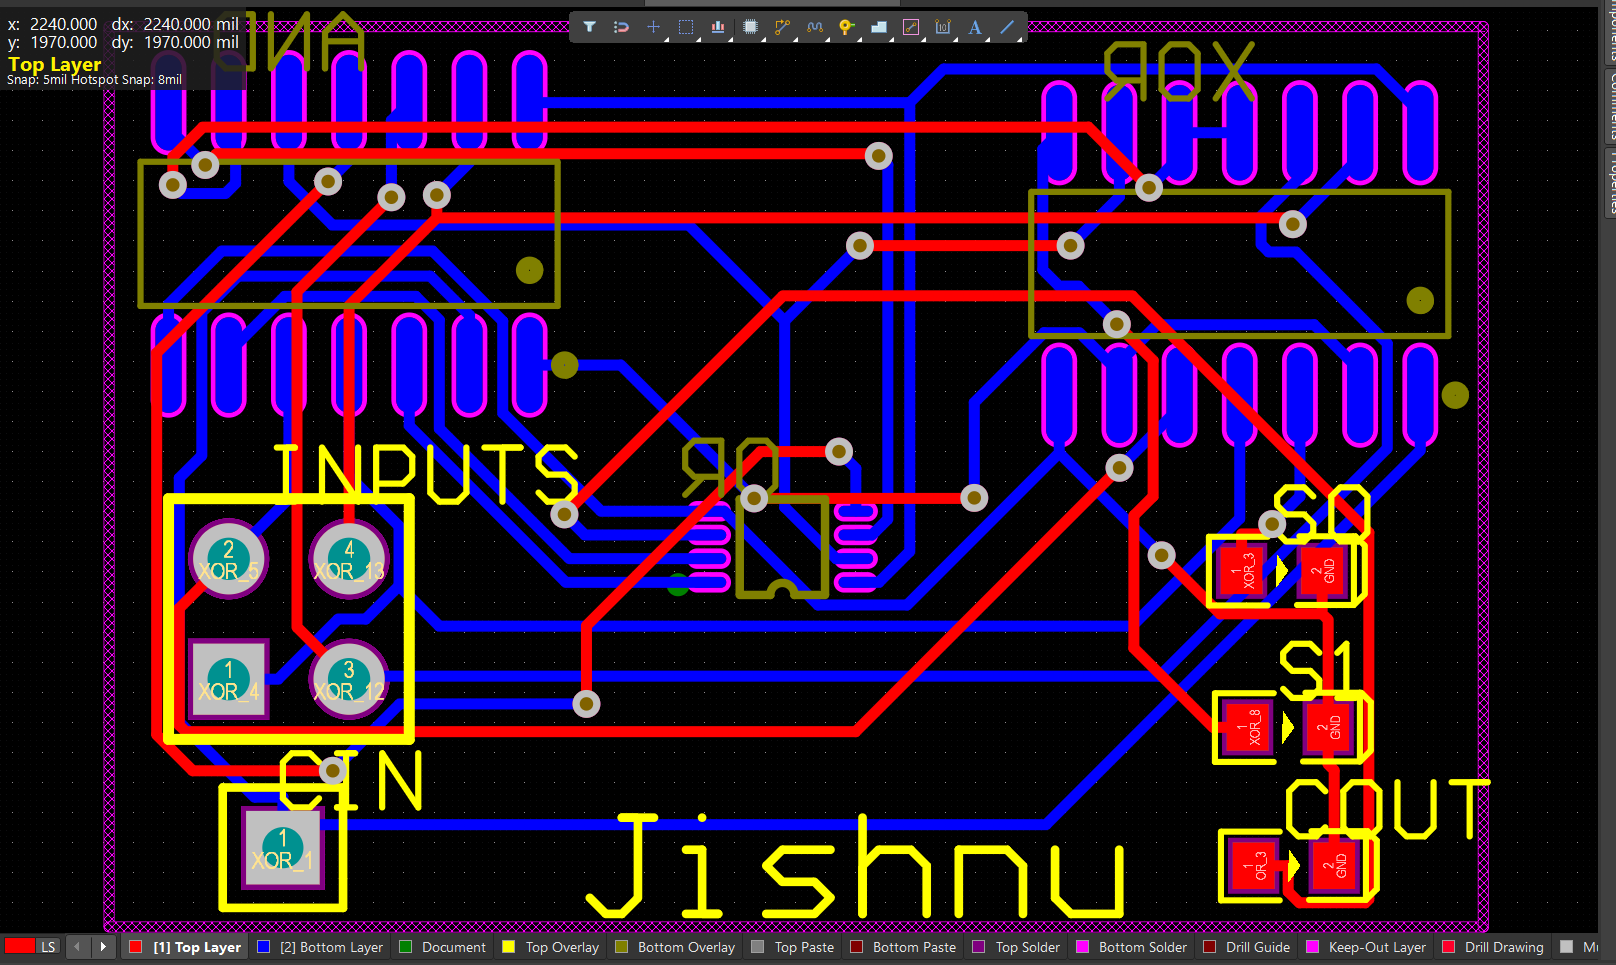 x: 2240.000 dx: 2240.000 mil
y: 1970.000 dy: 1970.000 mil
Top Layer
Snap: 5mil Hotspot Snap: 8mil
AND
XOR
Components
Comments
Properties
INPUTS
OR
S0
2
XOR_5
4
XOR_13
1
XOR_3
2
GND
S1
1
XOR_4
3
XOR_12
1
XOR_8
2
GND
CIN
COUT
1
XOR_1
Jishnu
1
OR_3
2
GND
LS
[1] Top Layer
[2] Bottom Layer
Document
Top Overlay
Bottom Overlay
Top Paste
Bottom Paste
Top Solder
Bottom Solder
Drill Guide
Keep-Out Layer
Drill Drawing